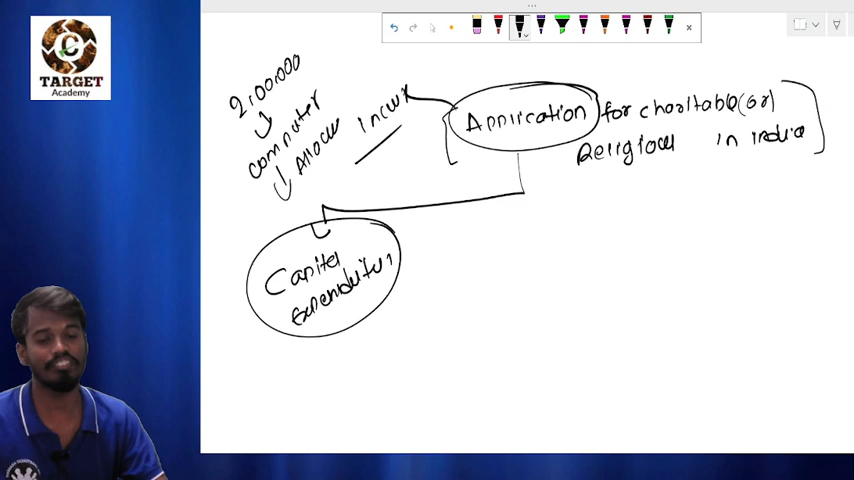 C
TARGET
Academy
2,00,000
computer
Allow
Income
Application for charitable (or)
Religious in India
Capital
Expenditure